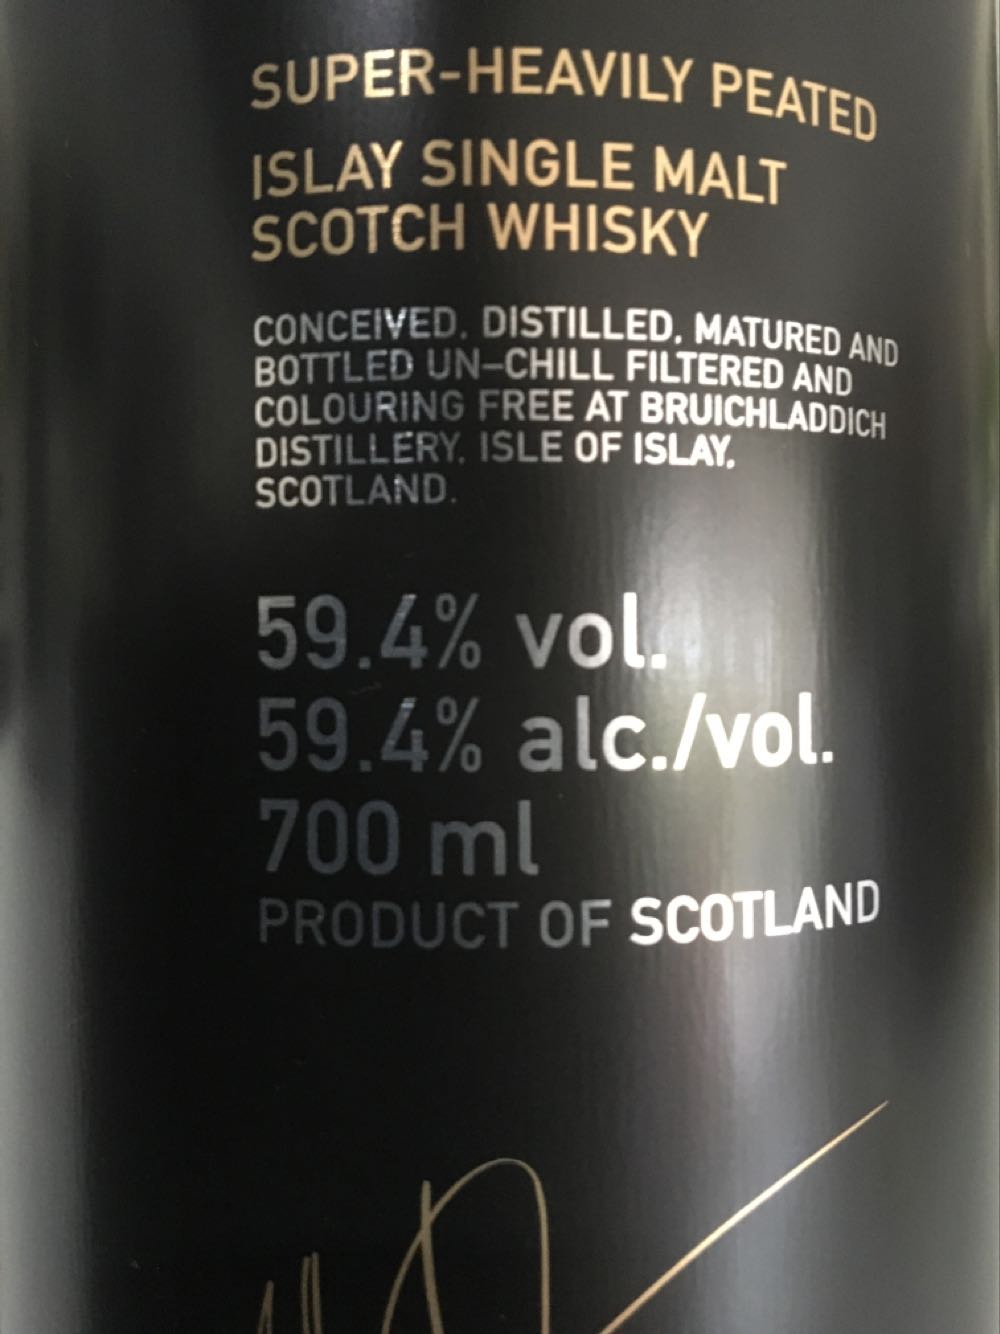 SUPER-HEAVILY PEATED
ISLAY SINGLE MALT
SCOTCH WHISKY
CONCEIVED, DISTILLED, MATURED AND
BOTTLED UN-CHILL FILTERED AND
COLOURING FREE AT BRUICHLADDICH
DISTILLERY, ISLE OF ISLAY,
SCOTLAND.
59.4% vol.
59.4% alc./vol.
700 ml
PRODUCT OF SCOTLAND